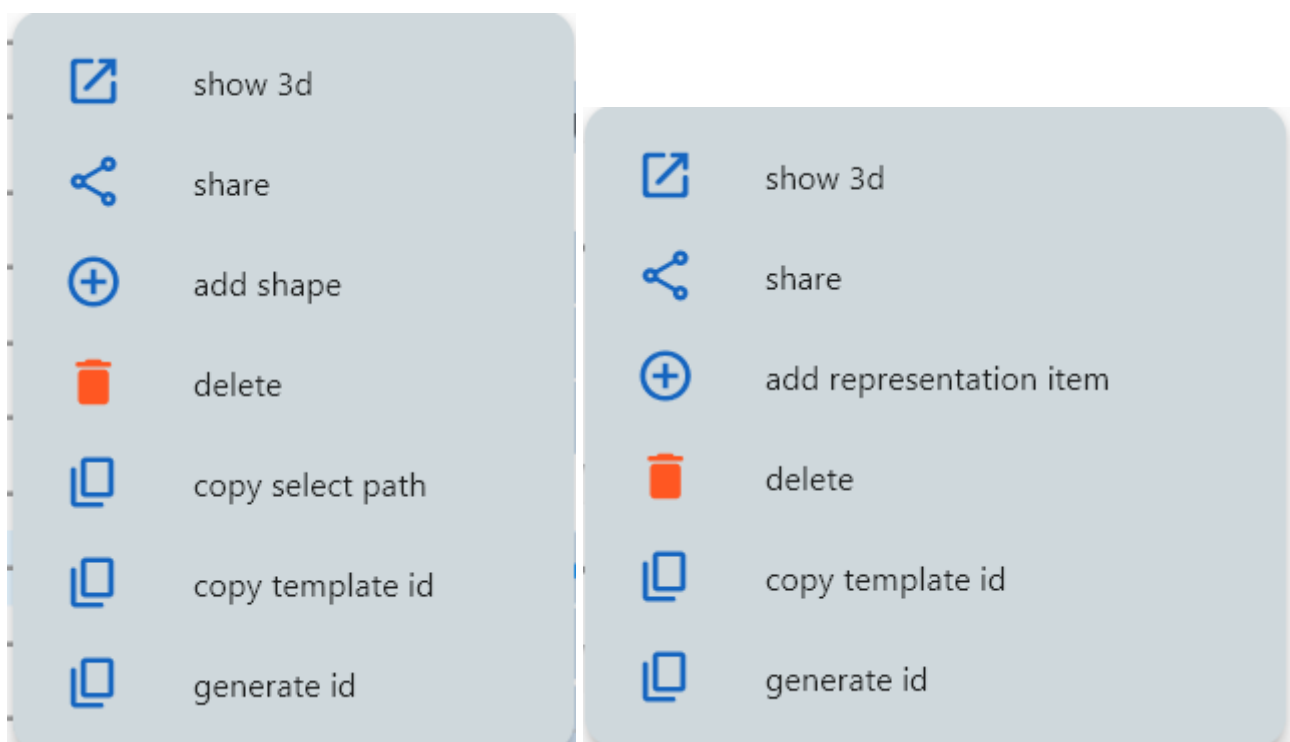 show 3d
share
add shape
delete
copy select path
copy template id
generate id
show 3d
share
add representation item
delete
copy template id
generate id